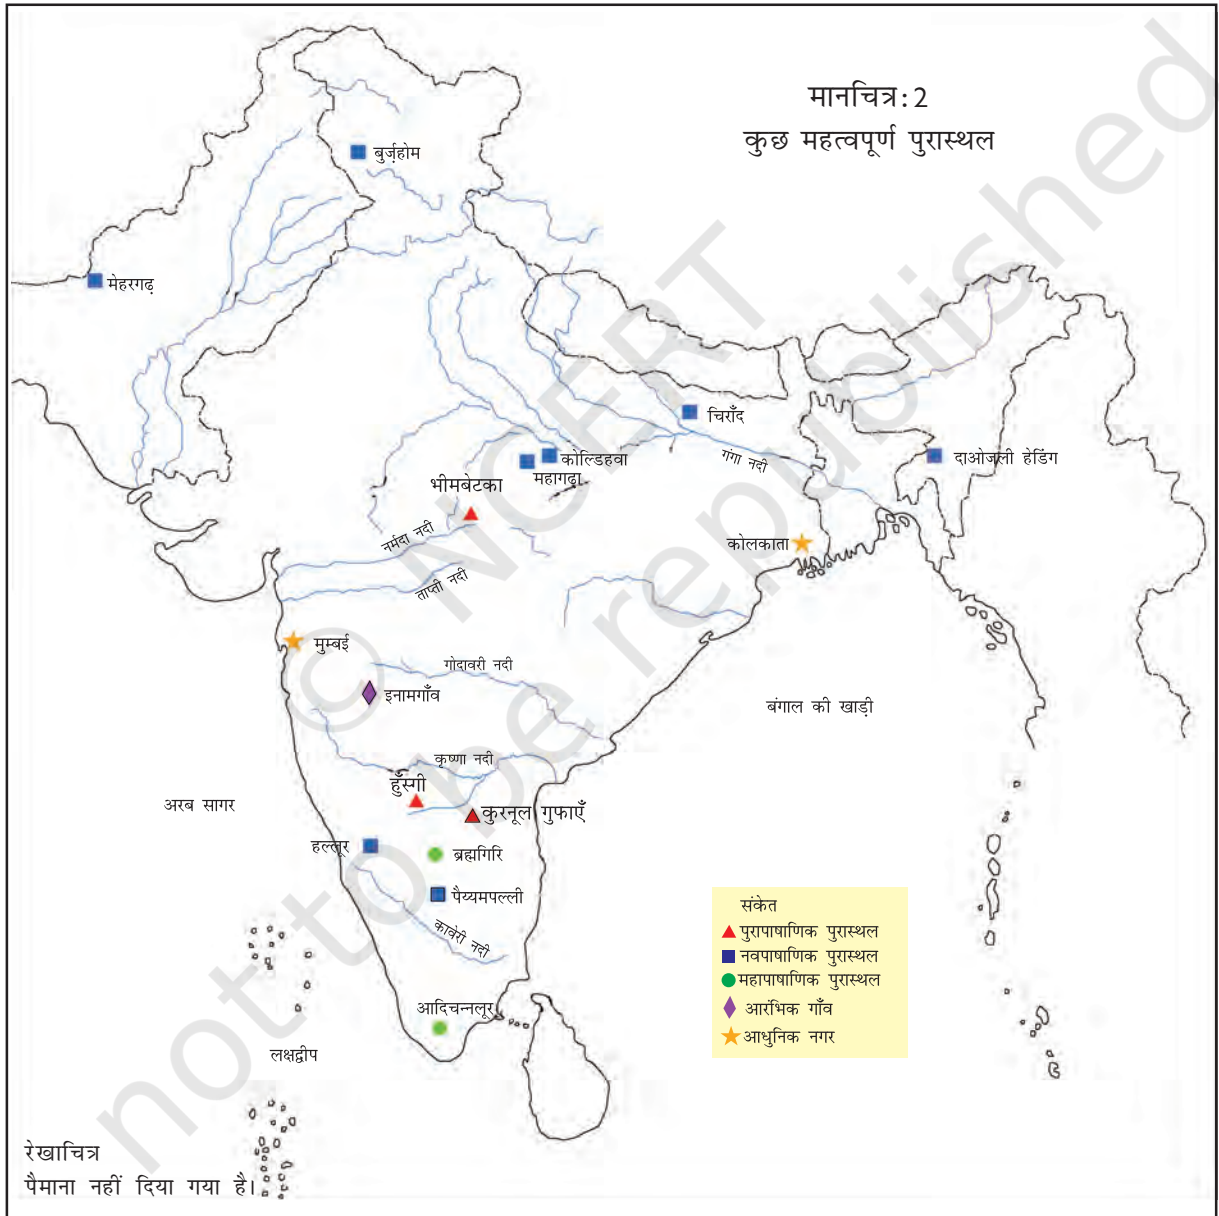 मानचित्र: 2
कुछ महत्वपूर्ण पुरास्थल
बुर्ज़होम
मेहरगढ़
चिराँद
कोल्डिहवा
महागढ़ा
गंगा नदी
दाओजली हेडिंग
भीमबेटका
नर्मदा नदी
कोलकाता
ताप्ती नदी
मुम्बई
गोदावरी नदी
इनामगाँव
बंगाल की खाड़ी
कृष्णा नदी
हुँस्गी
अरब सागर
कुरनूल गुफाएँ
हल्लूर
ब्रह्मगिरि
पैय्यमपल्ली
कावेरी नदी
संकेत
पुरापाषाणिक पुरास्थल
नवपाषाणिक पुरास्थल
महापाषाणिक पुरास्थल
आरंभिक गाँव
आधुनिक नगर
आदिचन्नलूर
लक्षद्वीप
रेखाचित्र
पैमाना नहीं दिया गया है।
© NCERT
not to be republished